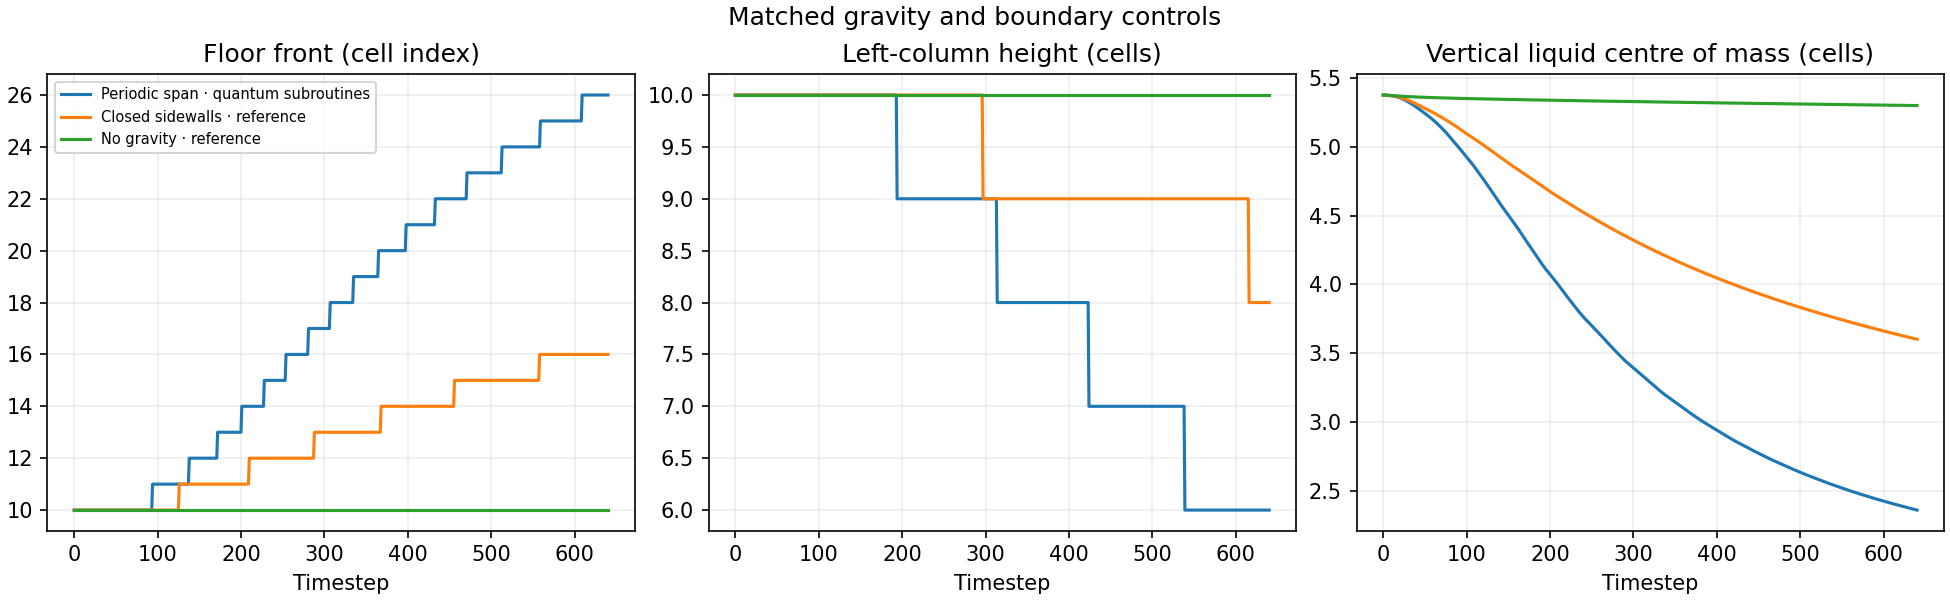 Matched gravity and boundary controls
Floor front (cell index)
26
24
22
20
18
16
14
12
10
Periodic span · quantum subroutines
Closed sidewalls · reference
No gravity · reference
0 100 200 300 400 500 600
Timestep
Left-column height (cells)
10.0
9.5
9.0
8.5
8.0
7.5
7.0
6.5
6.0
0 100 200 300 400 500 600
Timestep
Vertical liquid centre of mass (cells)
5.5
5.0
4.5
4.0
3.5
3.0
2.5
0 100 200 300 400 500 600
Timestep